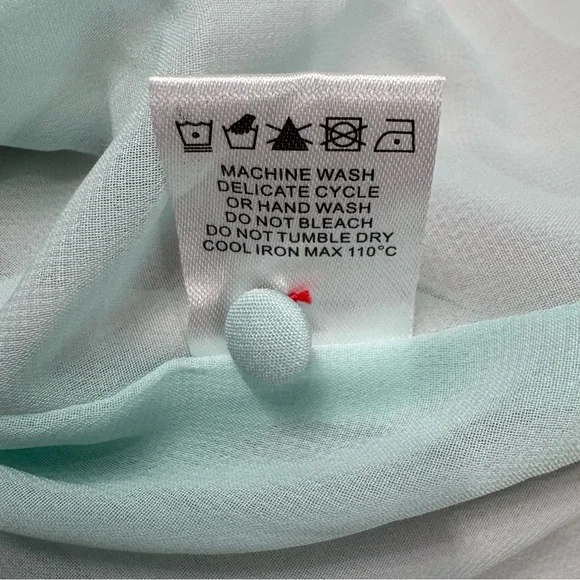 MACHINE WASH
DELICATE CYCLE
OR HAND WASH
DO NOT BLEACH
DO NOT TUMBLE DRY
COOL IRON MAX 110°C